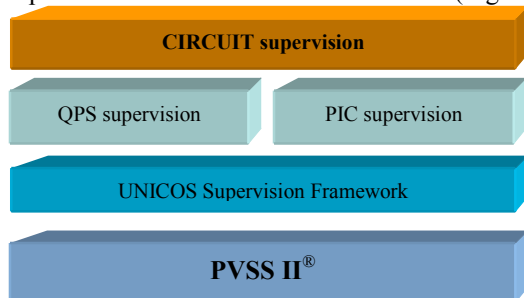 CIRCUIT supervision
QPS supervision
PIC supervision
UNICOS Supervision Framework
PVSS II®